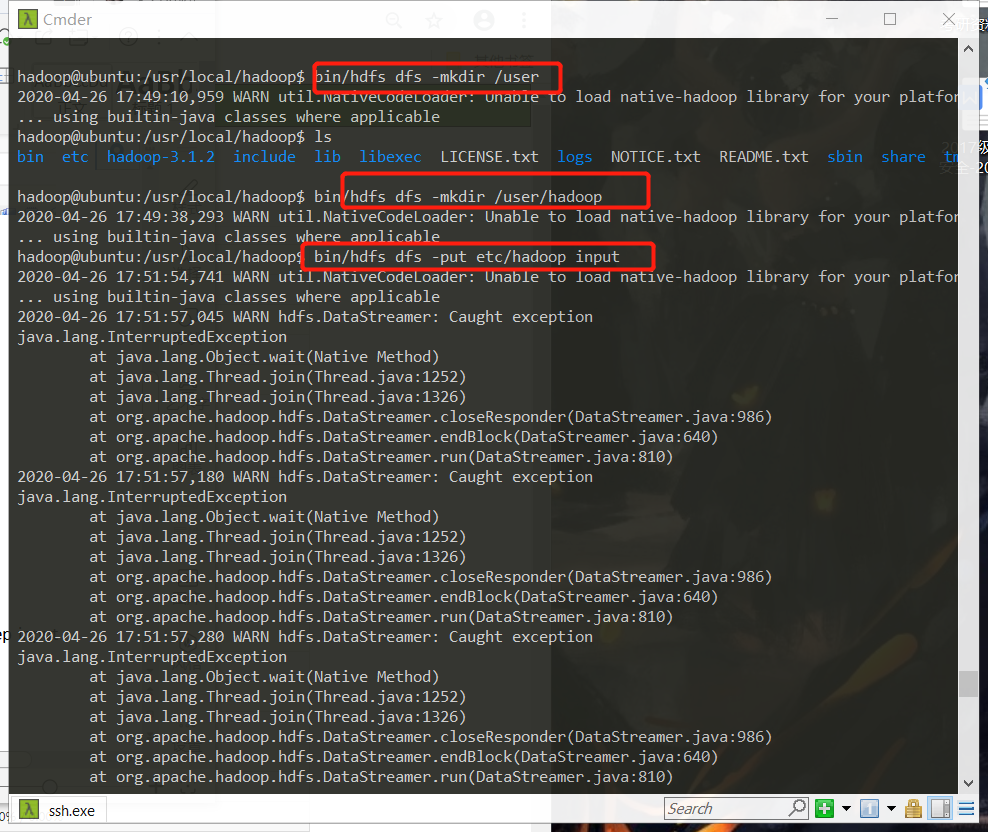 Cmder
hadoop@ubuntu:/usr/local/hadoop$ bin/hdfs dfs -mkdir /user
2020-04-26 17:49:10,959 WARN util.NativeCodeLoader: Unable to load native-hadoop library for your platfor
... using builtin-java classes where applicable
hadoop@ubuntu:/usr/local/hadoop$ ls
bin etc hadoop-3.1.2 include lib libexec LICENSE.txt logs NOTICE.txt README.txt sbin share tm
hadoop@ubuntu:/usr/local/hadoop$ bin/hdfs dfs -mkdir /user/hadoop
2020-04-26 17:49:38,293 WARN util.NativeCodeLoader: Unable to load native-hadoop library for your platfor
... using builtin-java classes where applicable
hadoop@ubuntu:/usr/local/hadoop$ bin/hdfs dfs -put etc/hadoop input
2020-04-26 17:51:54,741 WARN util.NativeCodeLoader: Unable to load native-hadoop library for your platfor
... using builtin-java classes where applicable
2020-04-26 17:51:57,045 WARN hdfs.DataStreamer: Caught exception
java.lang.InterruptedException
at java.lang.Object.wait(Native Method)
at java.lang.Thread.join(Thread.java:1252)
at java.lang.Thread.join(Thread.java:1326)
at org.apache.hadoop.hdfs.DataStreamer.closeResponder(DataStreamer.java:986)
at org.apache.hadoop.hdfs.DataStreamer.endBlock(DataStreamer.java:640)
at org.apache.hadoop.hdfs.DataStreamer.run(DataStreamer.java:810)
2020-04-26 17:51:57,180 WARN hdfs.DataStreamer: Caught exception
java.lang.InterruptedException
at java.lang.Object.wait(Native Method)
at java.lang.Thread.join(Thread.java:1252)
at java.lang.Thread.join(Thread.java:1326)
at org.apache.hadoop.hdfs.DataStreamer.closeResponder(DataStreamer.java:986)
at org.apache.hadoop.hdfs.DataStreamer.endBlock(DataStreamer.java:640)
at org.apache.hadoop.hdfs.DataStreamer.run(DataStreamer.java:810)
2020-04-26 17:51:57,280 WARN hdfs.DataStreamer: Caught exception
java.lang.InterruptedException
at java.lang.Object.wait(Native Method)
at java.lang.Thread.join(Thread.java:1252)
at java.lang.Thread.join(Thread.java:1326)
at org.apache.hadoop.hdfs.DataStreamer.closeResponder(DataStreamer.java:986)
at org.apache.hadoop.hdfs.DataStreamer.endBlock(DataStreamer.java:640)
at org.apache.hadoop.hdfs.DataStreamer.run(DataStreamer.java:810)
ssh.exe
Search
1